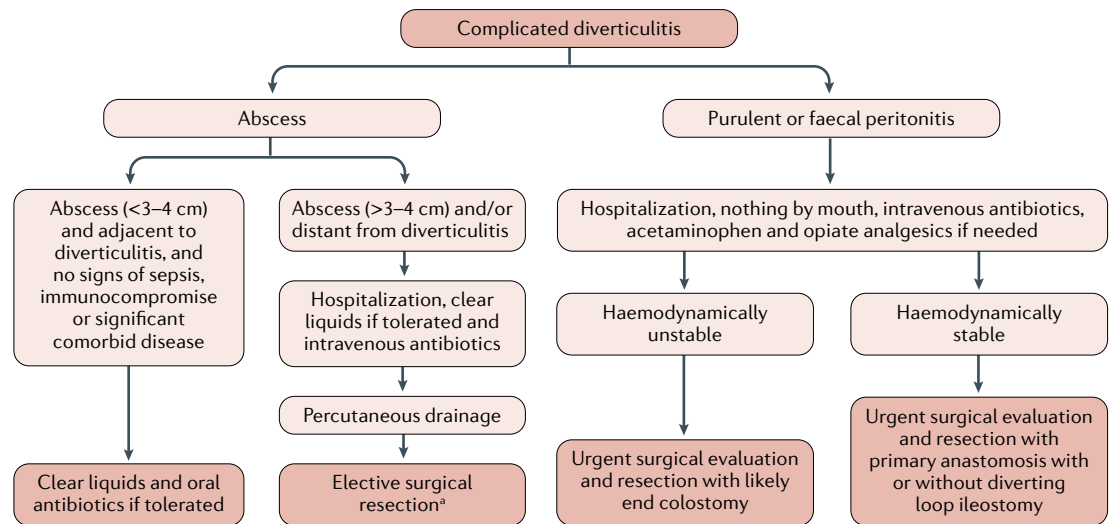 Complicated diverticulitis
Abscess
Purulent or faecal peritonitis
Abscess (<3–4 cm)
and adjacent to
diverticulitis, and
no signs of sepsis,
immunocompromise
or significant
comorbid disease
Abscess (>3–4 cm) and/or
distant from diverticulitis
Hospitalization, nothing by mouth, intravenous antibiotics,
acetaminophen and opiate analgesics if needed
Hospitalization, clear
liquids if tolerated and
intravenous antibiotics
Haemodynamically
unstable
Haemodynamically
stable
Percutaneous drainage
Clear liquids and oral
antibiotics if tolerated
Elective surgical
resectionᵃ
Urgent surgical evaluation
and resection with likely
end colostomy
Urgent surgical evaluation
and resection with
primary anastomosis with
or without diverting
loop ileostomy